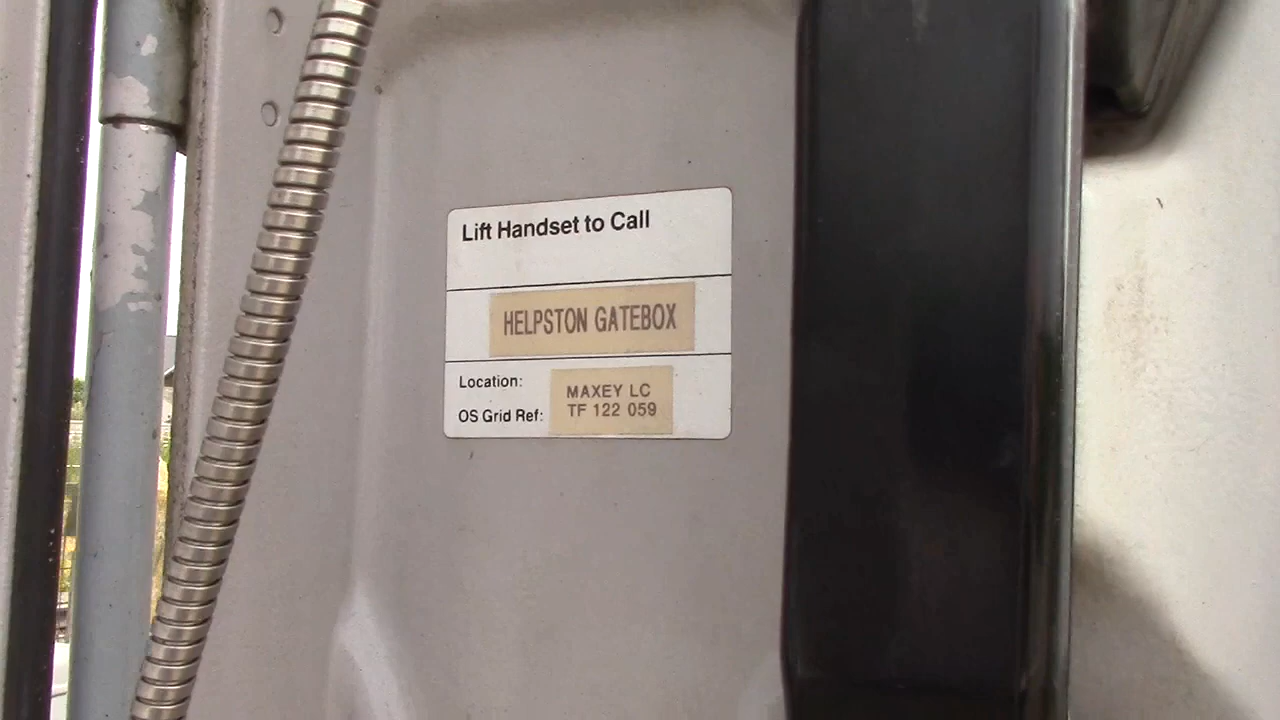 Lift Handset to Call
HELPSTON GATEBOX
Location: MAXEY LC
OS Grid Ref: TF 122 059